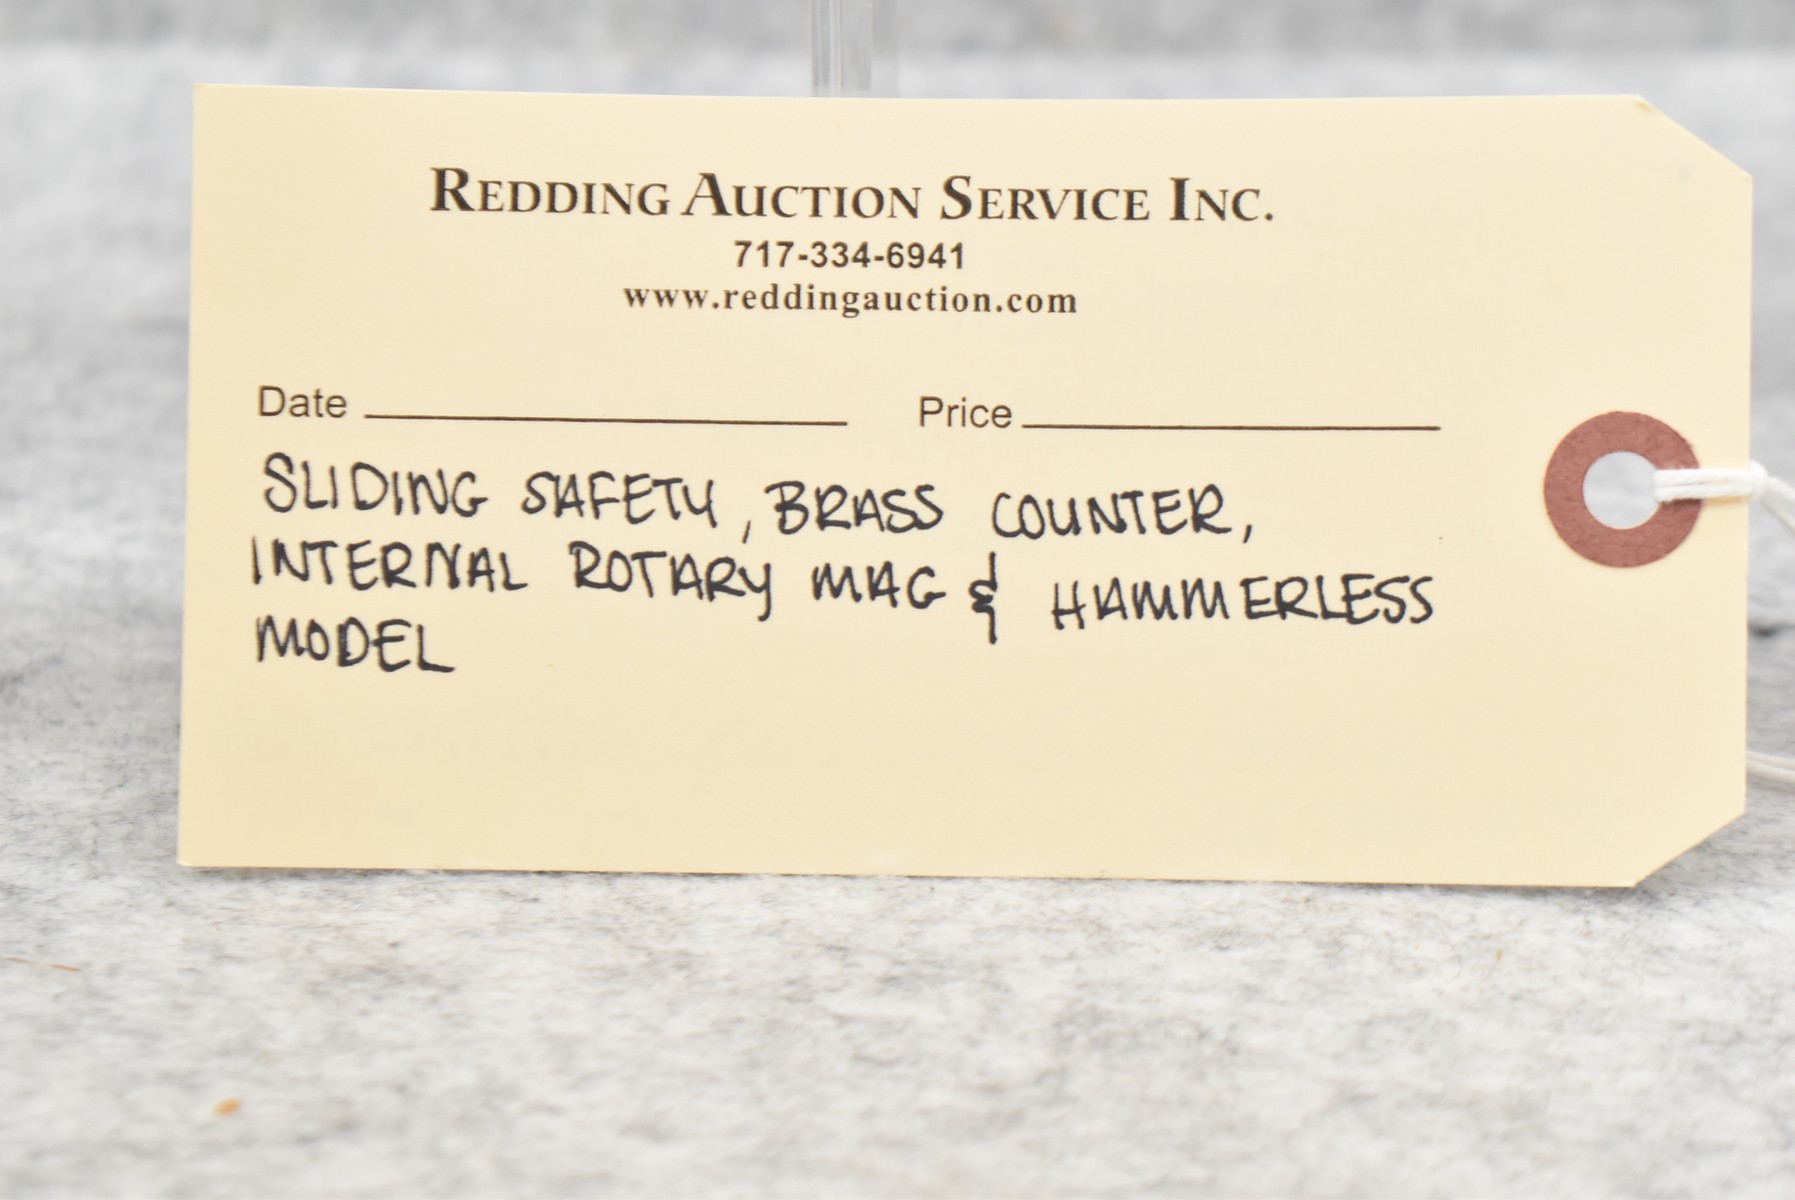 REDDING AUCTION SERVICE INC.
717-334-6941
www.reddingauction.com
Date Price
SLIDING SAFETY, BRASS COUNTER,
INTERNAL ROTARY MAG & HAMMERLESS
MODEL